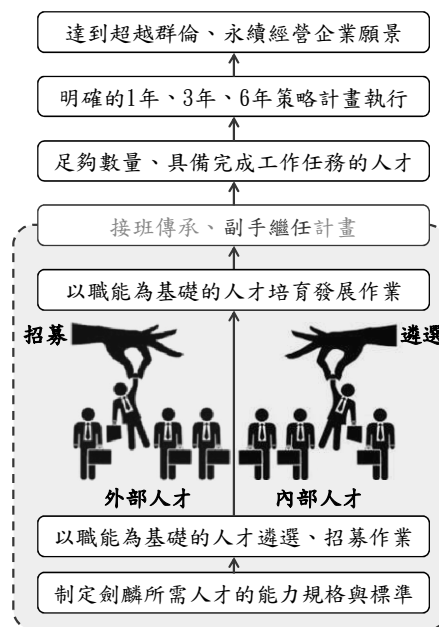 達到超越群倫、永續經營企業願景
明確的1年、3年、6年策略計畫執行
足夠數量、具備完成工作任務的人才
接班傳承、副手繼任計畫
以職能為基礎的人才培育發展作業
招募
遴選
外部人才
內部人才
以職能為基礎的人才遴選、招募作業
制定劍麟所需人才的能力規格與標準